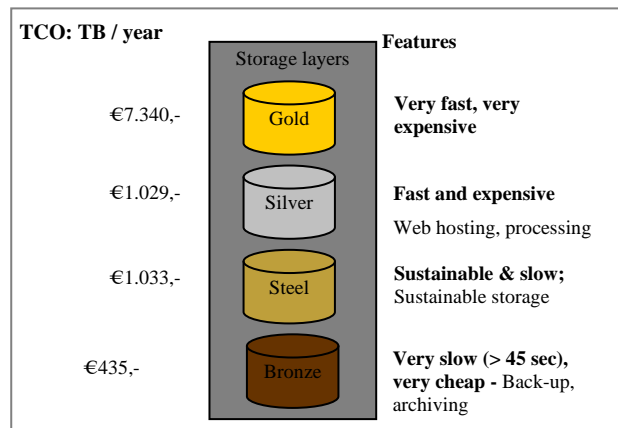 TCO: TB / year
Features
Storage layers
€7.340,-
Gold
Very fast, very
expensive
€1.029,-
Silver
Fast and expensive
Web hosting, processing
€1.033,-
Steel
Sustainable & slow;
Sustainable storage
€435,-
Bronze
Very slow (> 45 sec),
very cheap - Back-up,
archiving